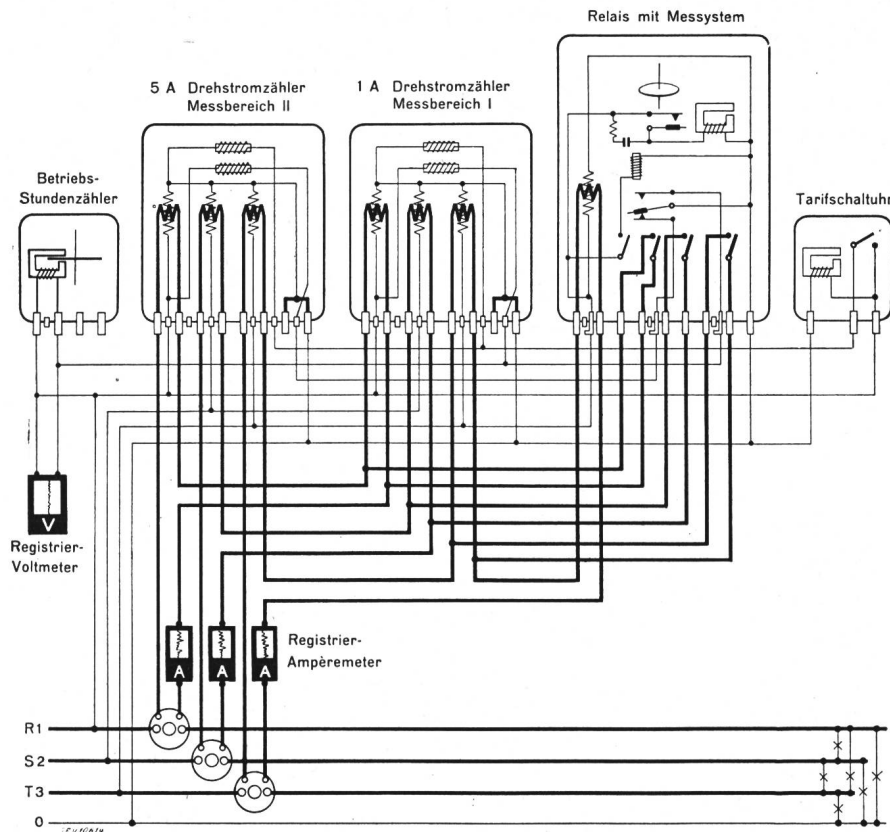 Relais mit Messystem
5 A Drehstromzähler
Messbereich II
1 A Drehstromzähler
Messbereich I
Betriebs-
Stundenzähler
Tarifschaltuhr
V
Registrier-
Voltmeter
A
A
A
Registrier-
Ampèremeter
R1
S2
T3
0